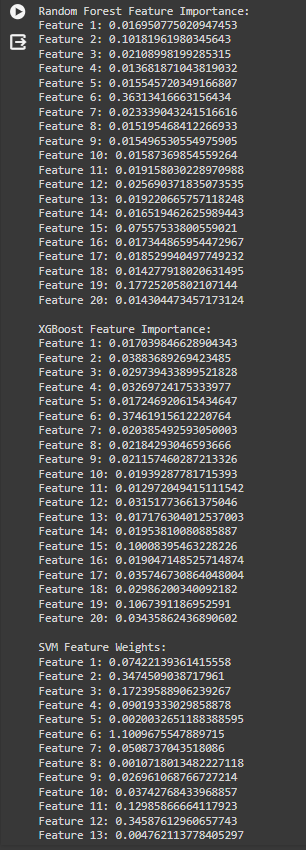 Random Forest Feature Importance:
Feature 1: 0.016950775020947453
Feature 2: 0.10181961980345643
Feature 3: 0.02108998199285315
Feature 4: 0.013681871043819032
Feature 5: 0.015545720349166807
Feature 6: 0.36313416663156434
Feature 7: 0.023339043241516616
Feature 8: 0.015195468412266933
Feature 9: 0.015496530554975905
Feature 10: 0.01587369854559264
Feature 11: 0.019158030228970988
Feature 12: 0.025690371835073535
Feature 13: 0.019220665757118248
Feature 14: 0.016519462625989443
Feature 15: 0.07557533800559021
Feature 16: 0.017344865954472967
Feature 17: 0.018529940497749232
Feature 18: 0.014277918020631495
Feature 19: 0.17725205802107144
Feature 20: 0.014304473457173124

XGBoost Feature Importance:
Feature 1: 0.017039846628904343
Feature 2: 0.03883689269423485
Feature 3: 0.029739433899521828
Feature 4: 0.03269724175333977
Feature 5: 0.017246920615434647
Feature 6: 0.37461915612220764
Feature 7: 0.020385492593050003
Feature 8: 0.02184293046593666
Feature 9: 0.021157460287213326
Feature 10: 0.01939287781715393
Feature 11: 0.012972049415111542
Feature 12: 0.03151773661375046
Feature 13: 0.017176304012537003
Feature 14: 0.01953810080885887
Feature 15: 0.10008395463228226
Feature 16: 0.019047148525714874
Feature 17: 0.035746730864048004
Feature 18: 0.02986200340092182
Feature 19: 0.1067391186952591
Feature 20: 0.03435862436890602

SVM Feature Weights:
Feature 1: 0.07422139361415558
Feature 2: 0.3474509038717961
Feature 3: 0.17239588906239267
Feature 4: 0.09019333029858878
Feature 5: 0.0020032651188388595
Feature 6: 1.1009675547889715
Feature 7: 0.0508737043518086
Feature 8: 0.0010718013482227118
Feature 9: 0.026961068766727214
Feature 10: 0.03742768433968857
Feature 11: 0.12985866664117923
Feature 12: 0.34587612960657743
Feature 13: 0.004762113778405297